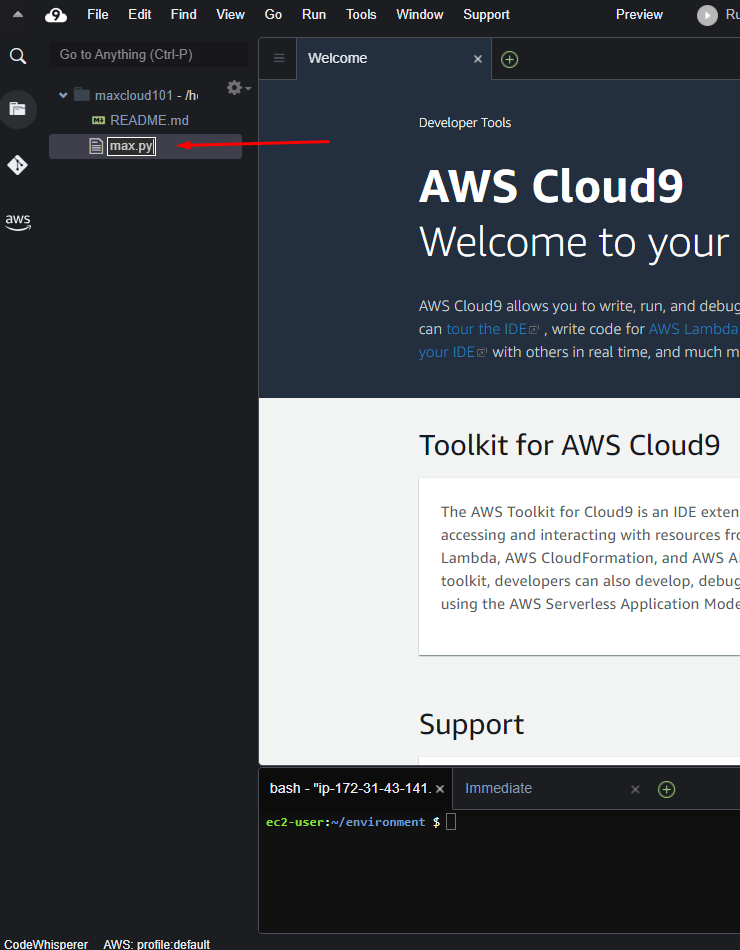 File Edit Find View Go Run Tools Window Support Preview
Go to Anything (Ctrl-P)
maxcloud101 - /h
README.md
max.py
aws
Welcome
Developer Tools
AWS Cloud9
Welcome to your
AWS Cloud9 allows you to write, run, and debug
can tour the IDE , write code for AWS Lambda
your IDE with others in real time, and much m
Toolkit for AWS Cloud9
The AWS Toolkit for Cloud9 is an IDE exten
accessing and interacting with resources fro
Lambda, AWS CloudFormation, and AWS A
toolkit, developers can also develop, debug
using the AWS Serverless Application Mode
Support
bash - "ip-172-31-43-141. Immediate
ec2-user:~/environment $
CodeWhisperer AWS: profile:default